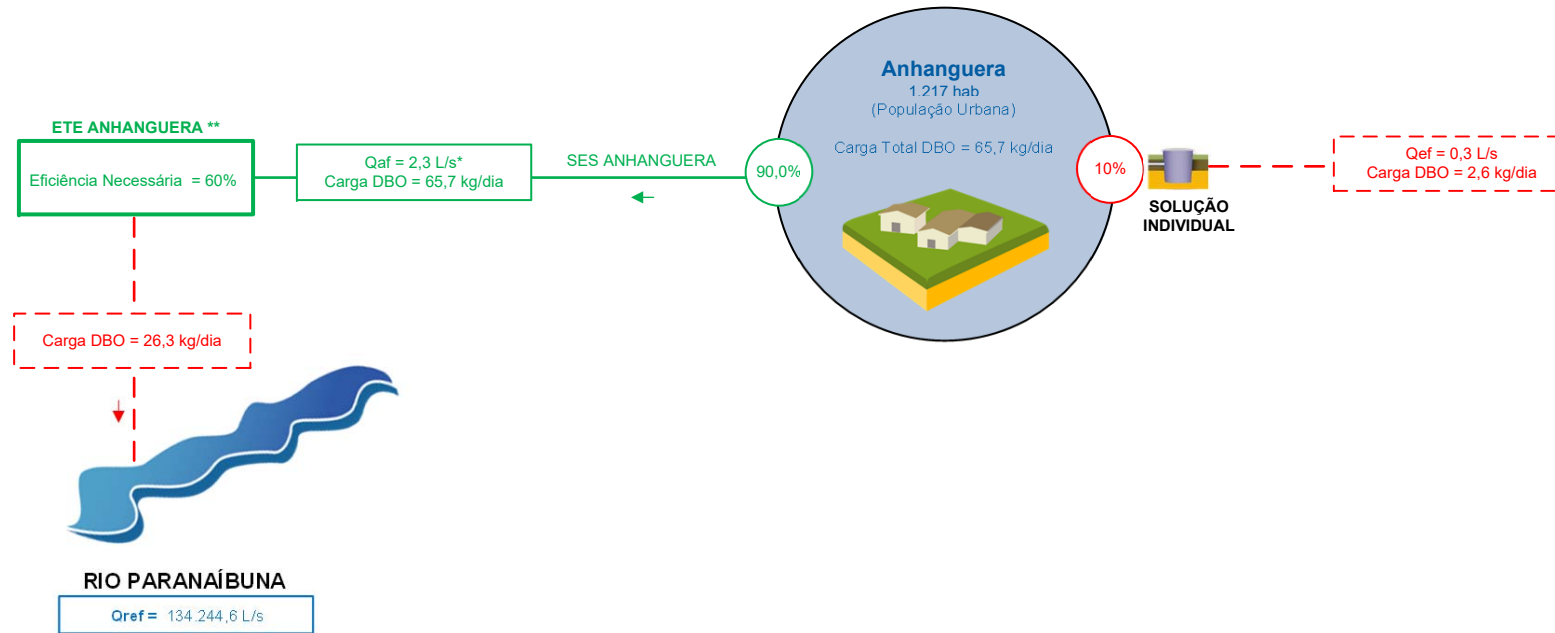 Anhanguera
1.217 hab
(População Urbana)
Carga Total DBO = 65,7 kg/dia
ETE ANHANGUERA **
Eficiência Necessária = 60%
Qaf = 2,3 L/s*
Carga DBO = 65,7 kg/dia
SES ANHANGUERA
90,0%
10%
SOLUÇÃO
INDIVIDUAL
Qef = 0,3 L/s
Carga DBO = 2,6 kg/dia
Carga DBO = 26,3 kg/dia
RIO PARANAÍBUNA
Qref = 134.244,6 L/s